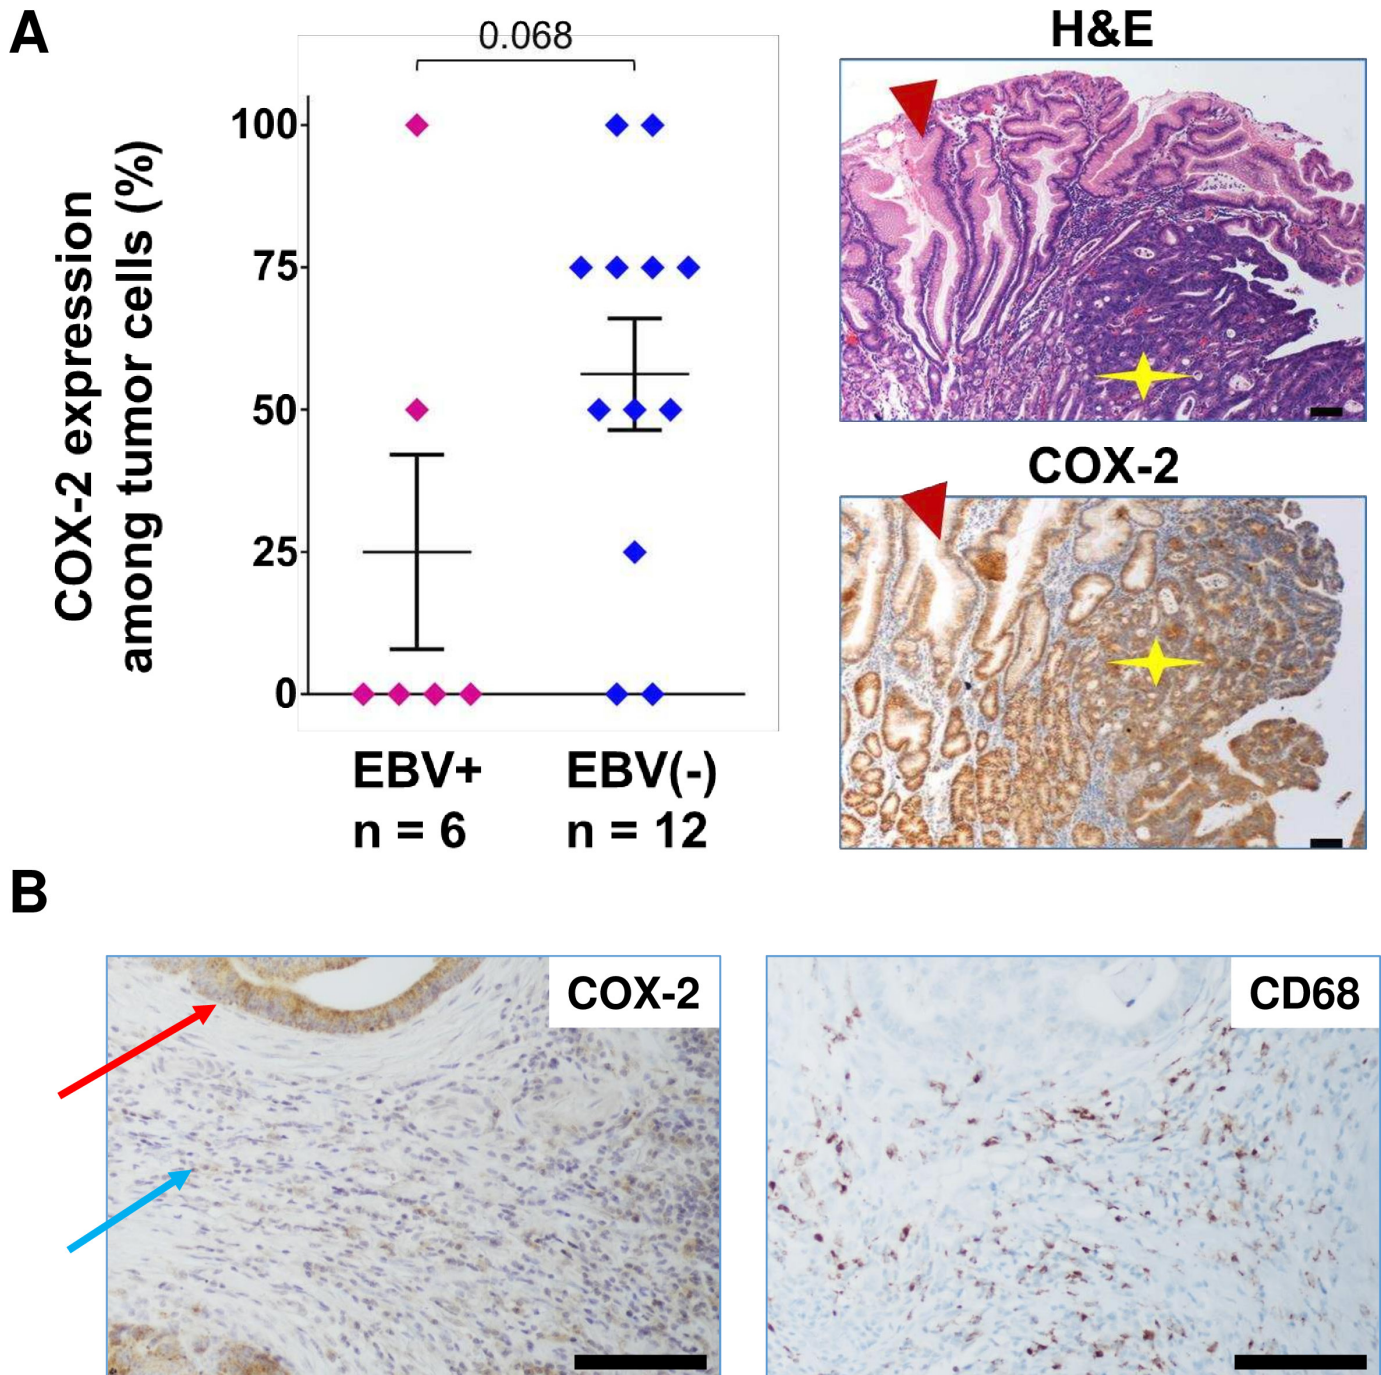 A
0.068
COX-2 expression
among tumor cells (%)
100
75
50
25
0
EBV+
n = 6
EBV(-)
n = 12
H&E
COX-2
B
COX-2
CD68